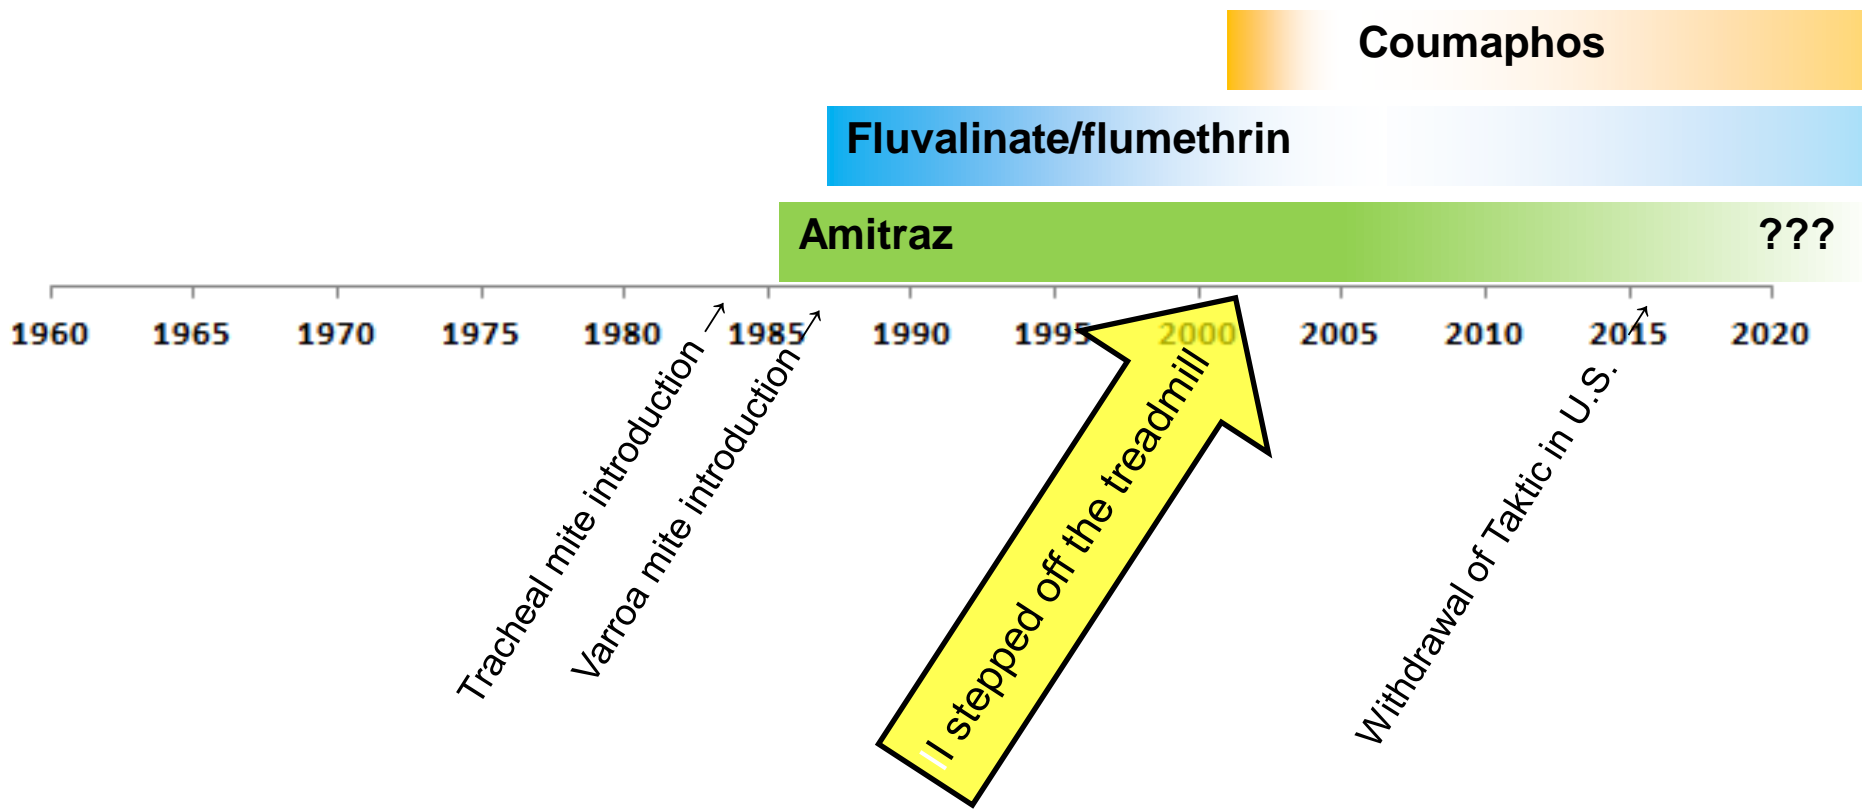 Coumaphos
Fluvalinate/flumethrin
Amitraz ???
1960 1965 1970 1975 1980 1985 1990 1995 2000 2005 2010 2015 2020
Tracheal mite introduction →
Varroa mite introduction →
I stepped off the treadmill
Withdrawal of Taktic in U.S. →